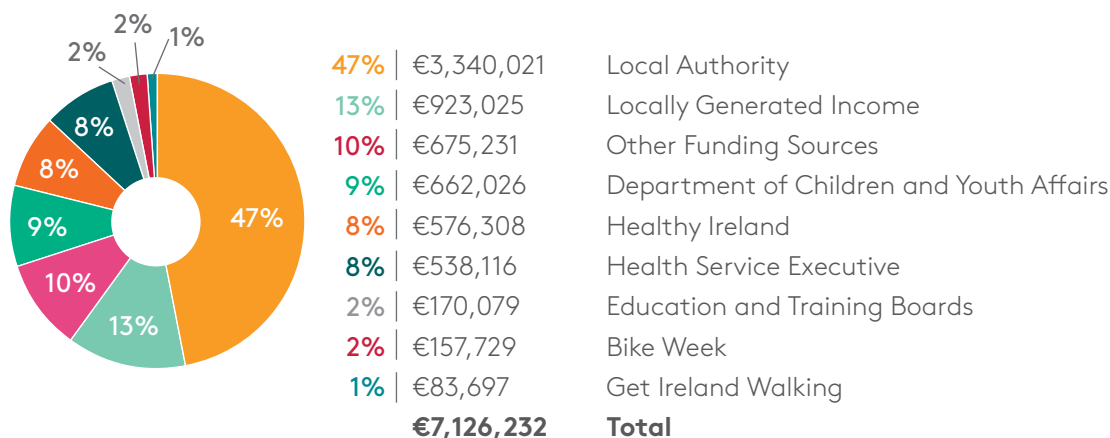 2%
2%
1%
8%
8%
9%
10%
13%
47%
47% €3,340,021 Local Authority
13% €923,025 Locally Generated Income
10% €675,231 Other Funding Sources
9% €662,026 Department of Children and Youth Affairs
8% €576,308 Healthy Ireland
8% €538,116 Health Service Executive
2% €170,079 Education and Training Boards
2% €157,729 Bike Week
1% €83,697 Get Ireland Walking
€7,126,232 Total